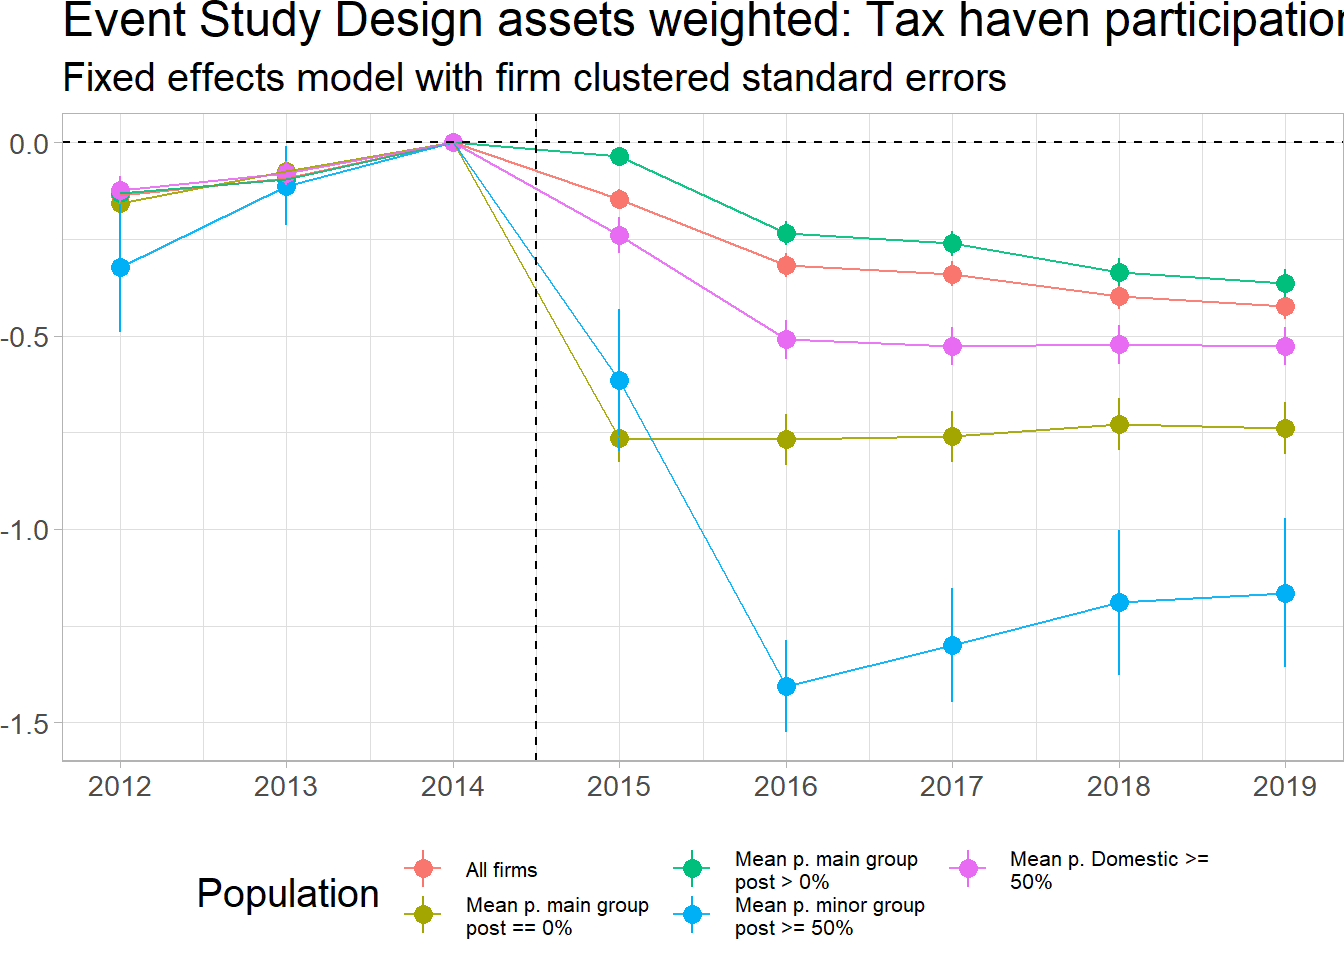 Event Study Design assets weighted: Tax haven participation
Fixed effects model with firm clustered standard errors
0.0
-0.5
-1.0
-1.5
2012 2013 2014 2015 2016 2017 2018 2019
Population
All firms
Mean p. main group
post == 0%
Mean p. main group
post > 0%
Mean p. minor group
post >= 50%
Mean p. Domestic >=
50%